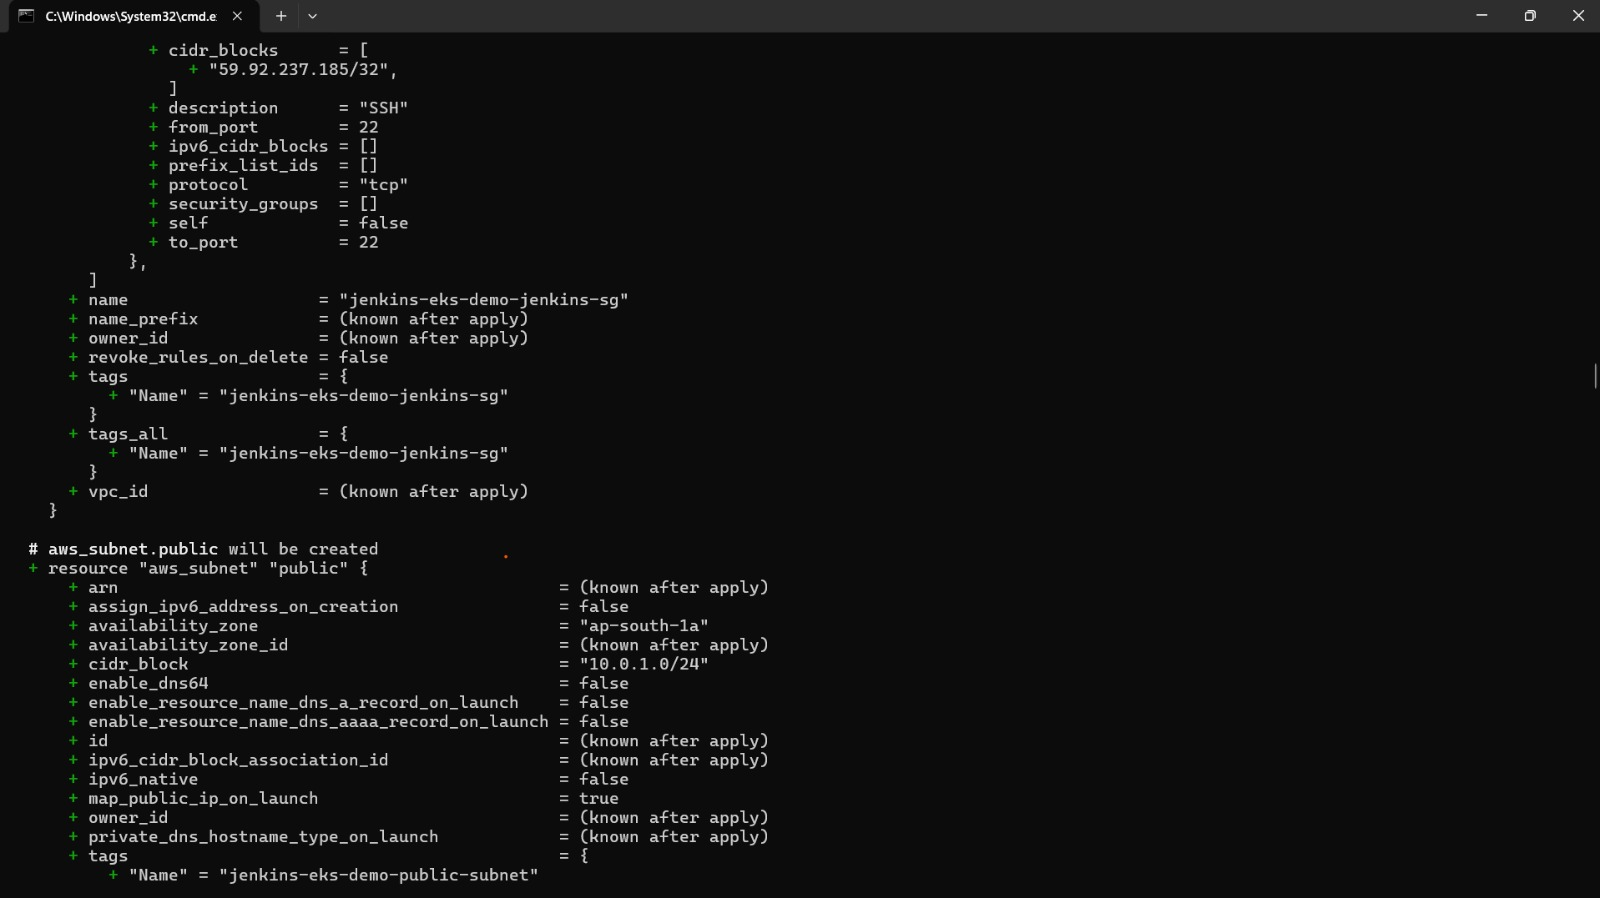 C:\Windows\System32\cmd.e
+ cidr_blocks      = [
+ "59.92.237.185/32",
]
+ description      = "SSH"
+ from_port        = 22
+ ipv6_cidr_blocks = []
+ prefix_list_ids  = []
+ protocol         = "tcp"
+ security_groups  = []
+ self             = false
+ to_port          = 22
},
]
+ name                   = "jenkins-eks-demo-jenkins-sg"
+ name_prefix            = (known after apply)
+ owner_id               = (known after apply)
+ revoke_rules_on_delete = false
+ tags                   = {
+ "Name" = "jenkins-eks-demo-jenkins-sg"
}
+ tags_all               = {
+ "Name" = "jenkins-eks-demo-jenkins-sg"
}
+ vpc_id                 = (known after apply)
}
# aws_subnet.public will be created
+ resource "aws_subnet" "public" {
+ arn                                            = (known after apply)
+ assign_ipv6_address_on_creation                = false
+ availability_zone                              = "ap-south-1a"
+ availability_zone_id                           = (known after apply)
+ cidr_block                                     = "10.0.1.0/24"
+ enable_dns64                                   = false
+ enable_resource_name_dns_a_record_on_launch    = false
+ enable_resource_name_dns_aaaa_record_on_launch = false
+ id                                             = (known after apply)
+ ipv6_cidr_block_association_id                 = (known after apply)
+ ipv6_native                                    = false
+ map_public_ip_on_launch                        = true
+ owner_id                                       = (known after apply)
+ private_dns_hostname_type_on_launch            = (known after apply)
+ tags                                           = {
+ "Name" = "jenkins-eks-demo-public-subnet"